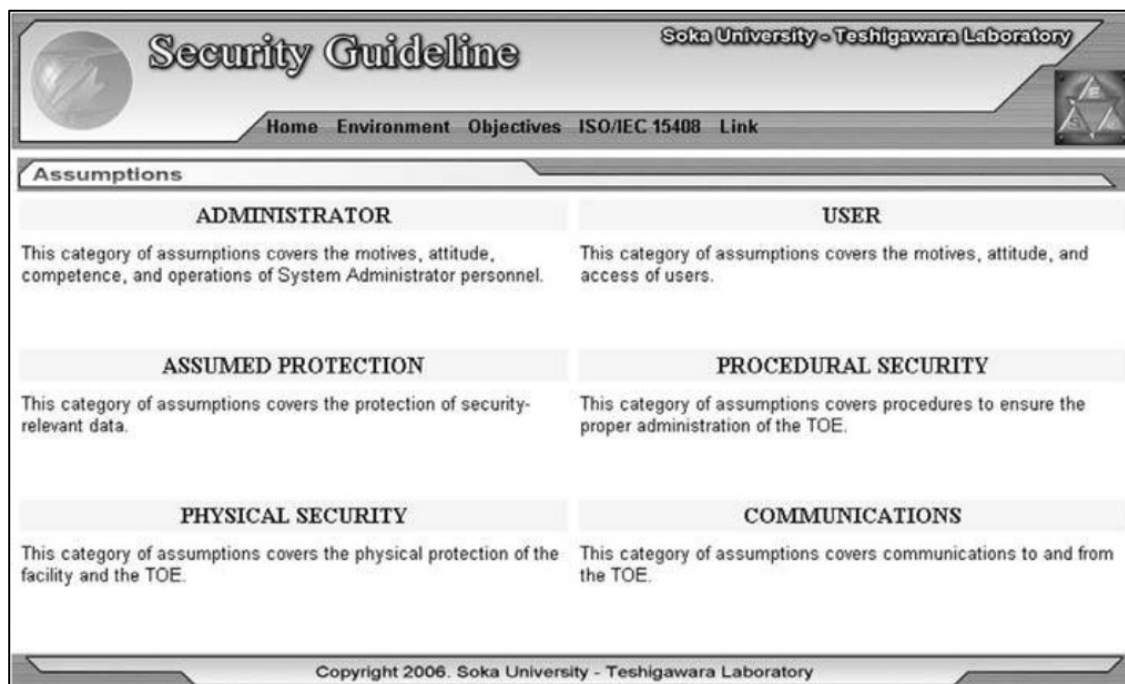 Security Guideline
Soka University - Teshigawara Laboratory
E
S
Home Environment Objectives ISO/IEC 15408 Link
Assumptions
ADMINISTRATOR
This category of assumptions covers the motives, attitude,
competence, and operations of System Administrator personnel.
USER
This category of assumptions covers the motives, attitude, and
access of users.
ASSUMED PROTECTION
This category of assumptions covers the protection of security-
relevant data.
PROCEDURAL SECURITY
This category of assumptions covers procedures to ensure the
proper administration of the TOE.
PHYSICAL SECURITY
This category of assumptions covers the physical protection of the
facility and the TOE.
COMMUNICATIONS
This category of assumptions covers communications to and from
the TOE.
Copyright 2006. Soka University - Teshigawara Laboratory